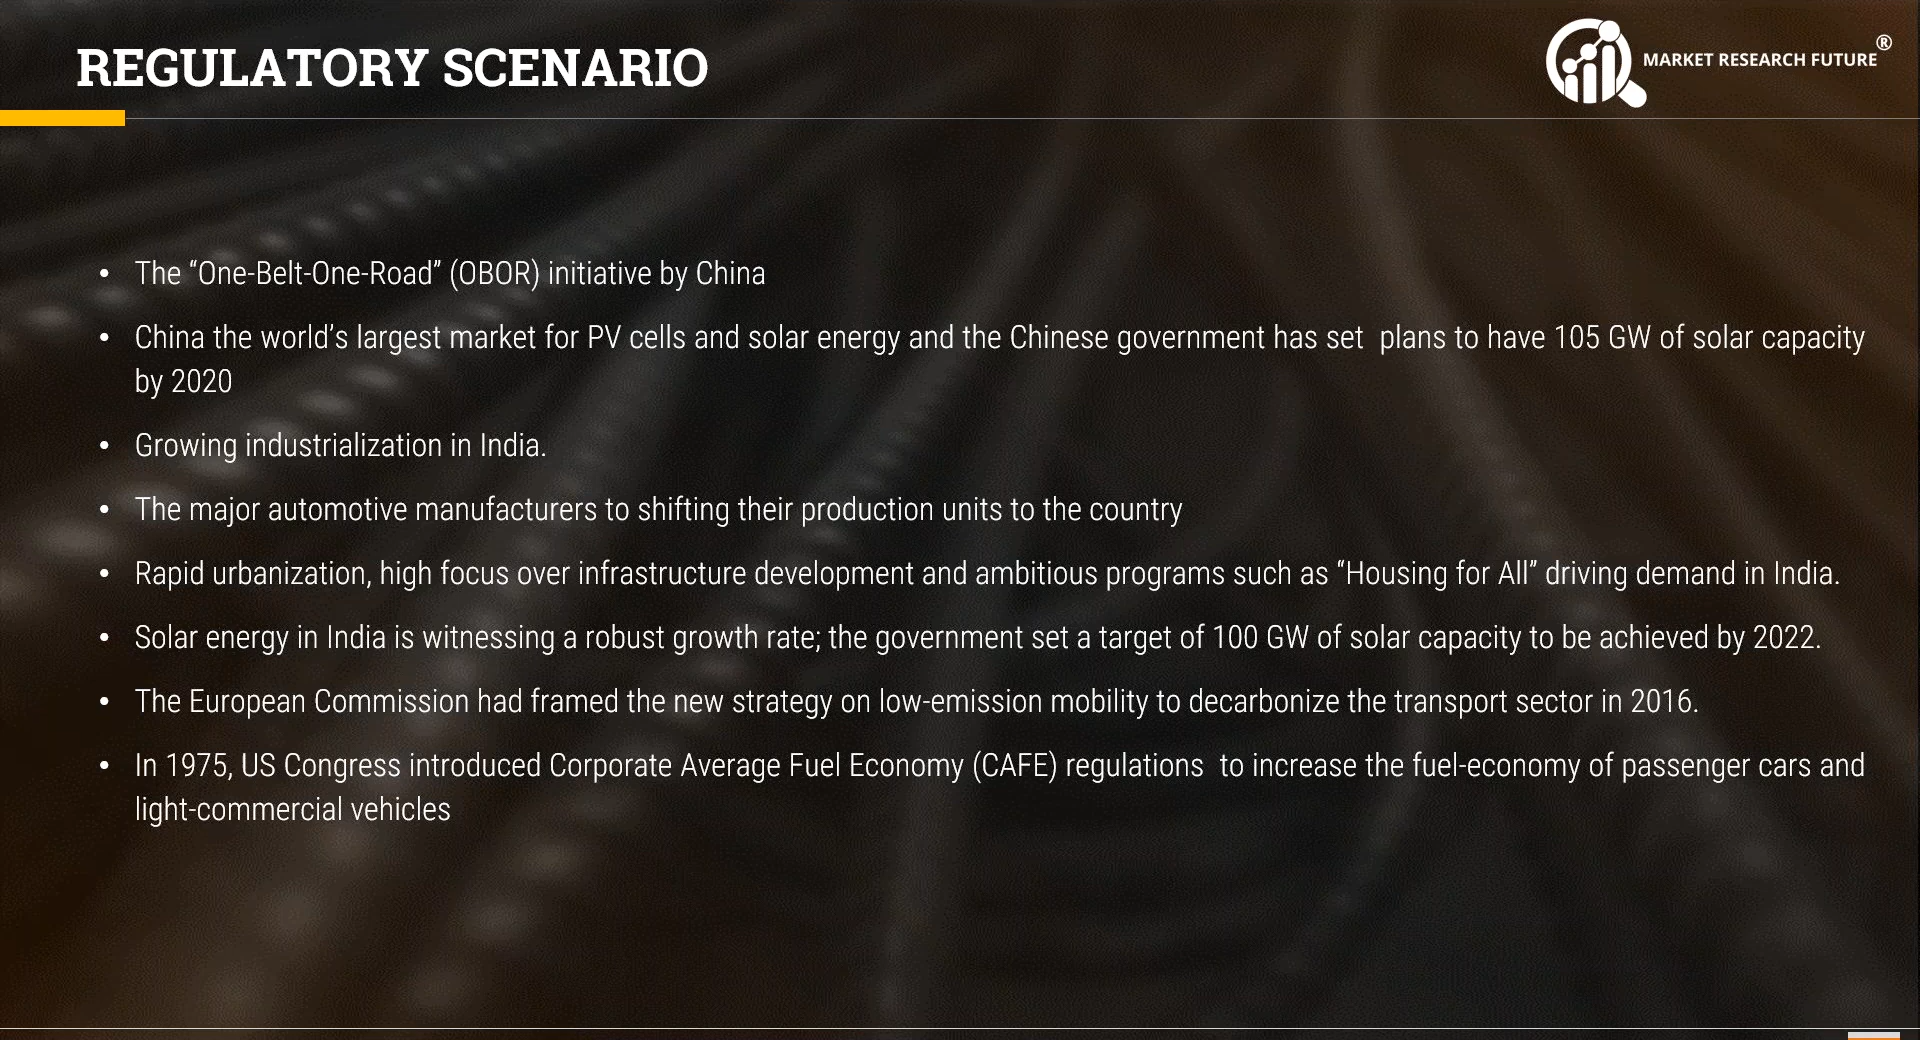 REGULATORY SCENARIO
MARKET RESEARCH FUTURE®
• The “One-Belt-One-Road” (OBOR) initiative by China
• China the world’s largest market for PV cells and solar energy and the Chinese government has set  plans to have 105 GW of solar capacity
by 2020
• Growing industrialization in India.
• The major automotive manufacturers to shifting their production units to the country
• Rapid urbanization, high focus over infrastructure development and ambitious programs such as “Housing for All” driving demand in India.
• Solar energy in India is witnessing a robust growth rate; the government set a target of 100 GW of solar capacity to be achieved by 2022.
• The European Commission had framed the new strategy on low-emission mobility to decarbonize the transport sector in 2016.
• In 1975, US Congress introduced Corporate Average Fuel Economy (CAFE) regulations  to increase the fuel-economy of passenger cars and
light-commercial vehicles